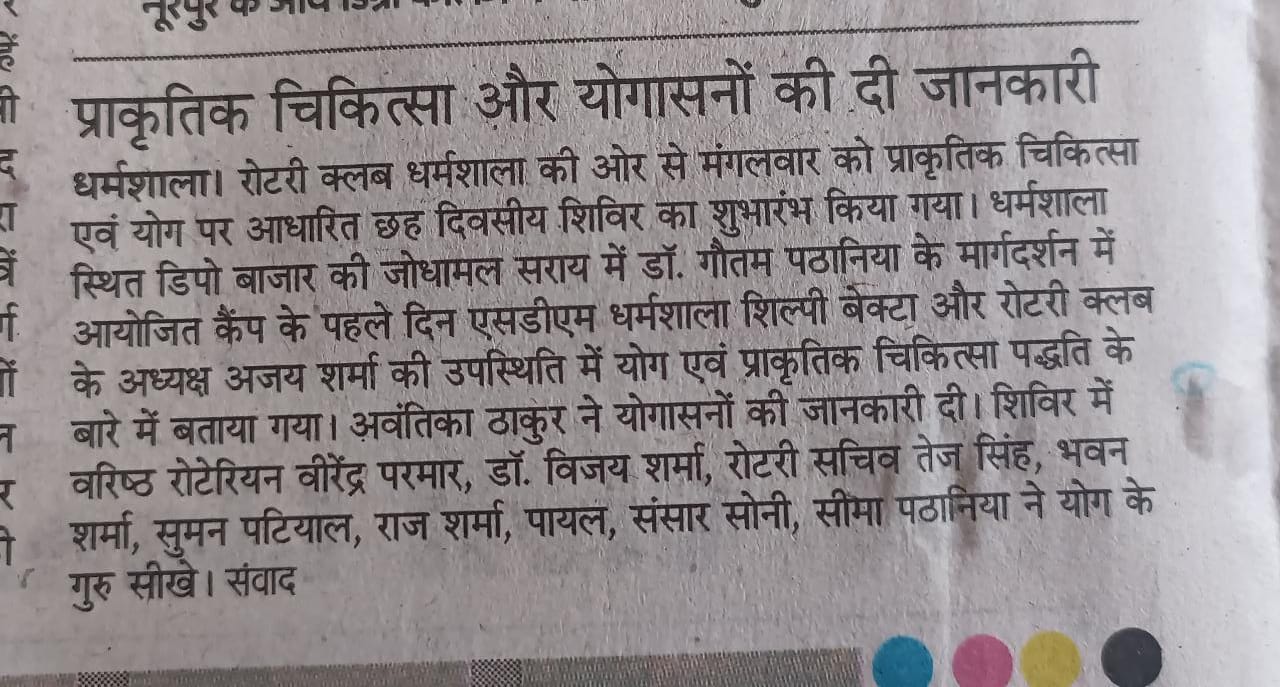 नूरपुर के
प्राकृतिक चिकित्सा और योगासनों की दी जानकारी
धर्मशाला। रोटरी क्लब धर्मशाला की ओर से मंगलवार को प्राकृतिक चिकित्सा
एवं योग पर आधारित छह दिवसीय शिविर का शुभारंभ किया गया। धर्मशाला
स्थित डिपो बाजार की जोधामल सराय में डॉ. गौतम पठानिया के मार्गदर्शन में
आयोजित कैंप के पहले दिन एसडीएम धर्मशाला शिल्पी बेक्टा और रोटरी क्लब
के अध्यक्ष अजय शर्मा की उपस्थिति में योग एवं प्राकृतिक चिकित्सा पद्धति के
बारे में बताया गया। अवंतिका ठाकुर ने योगासनों की जानकारी दी। शिविर में
वरिष्ठ रोटेरियन वीरेंद्र परमार, डॉ. विजय शर्मा, रोटरी सचिव तेज सिंह, भवन
शर्मा, सुमन पटियाल, राज शर्मा, पायल, संसार सोनी, सीमा पठानिया ने योग के
गुरु सीखे। संवाद